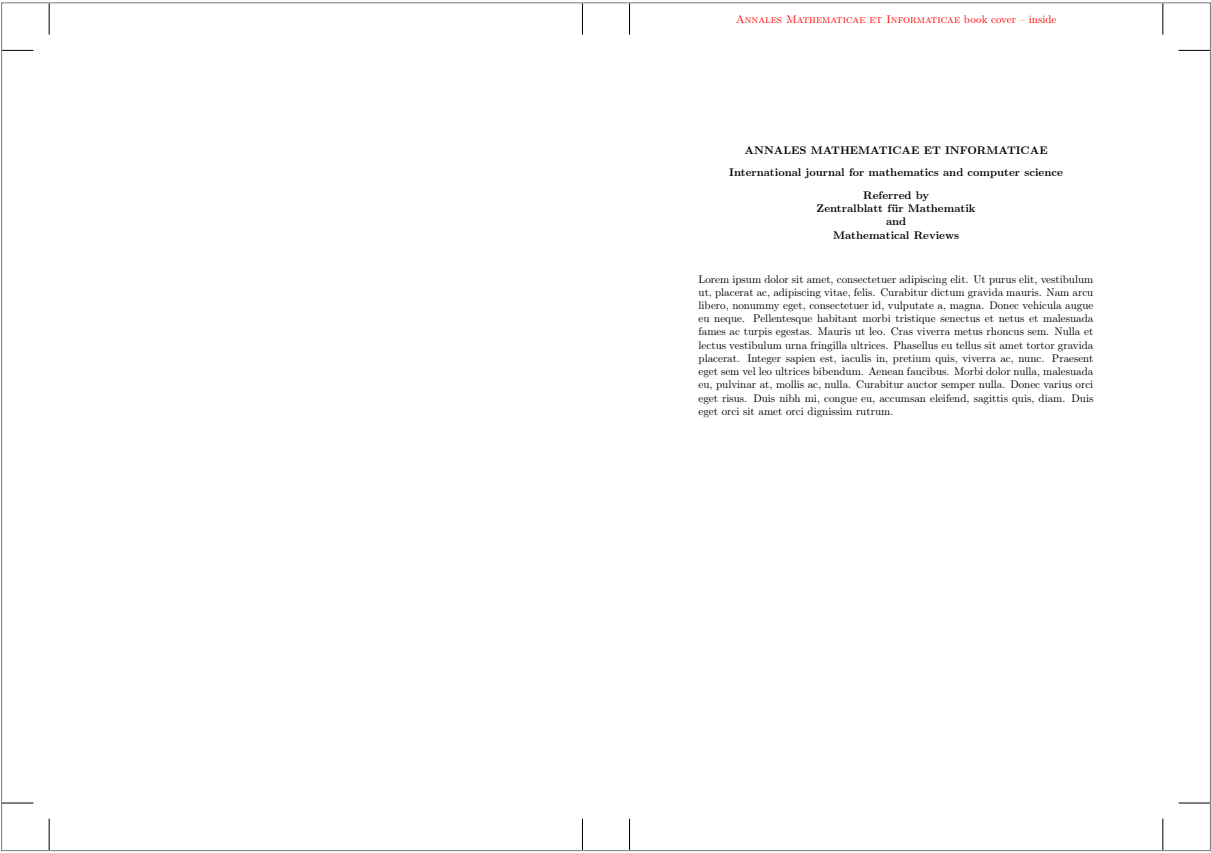 Annales Mathematicae et Informaticae book cover – inside
ANNALES MATHEMATICAE ET INFORMATICAE
International journal for mathematics and computer science
Referred by
Zentralblatt für Mathematik
and
Mathematical Reviews
Lorem ipsum dolor sit amet, consectetuer adipiscing elit. Ut purus elit, vestibulum
ut, placerat ac, adipiscing vitae, felis. Curabitur dictum gravida mauris. Nam arcu
libero, nonummy eget, consectetuer id, vulputate a, magna. Donec vehicula augue
eu neque. Pellentesque habitant morbi tristique senectus et netus et malesuada
fames ac turpis egestas. Mauris ut leo. Cras viverra metus rhoncus sem. Nulla et
lectus vestibulum urna fringilla ultrices. Phasellus eu tellus sit amet tortor gravida
placerat. Integer sapien est, iaculis in, pretium quis, viverra ac, nunc. Praesent
eget sem vel leo ultrices bibendum. Aenean faucibus. Morbi dolor nulla, malesuada
eu, pulvinar at, mollis ac, nulla. Curabitur auctor semper nulla. Donec varius orci
eget risus. Duis nibh mi, congue eu, accumsan eleifend, sagittis quis, diam. Duis
eget orci sit amet orci dignissim rutrum.